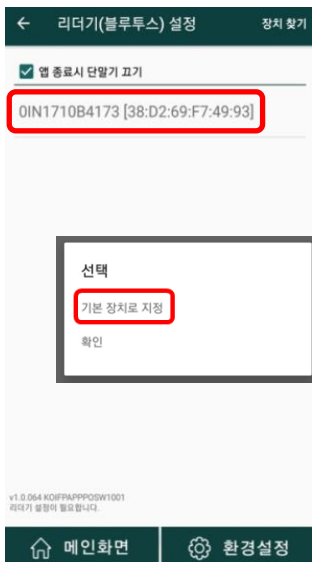 ← 리더기(블루투스) 설정 장치 찾기
앱 종료시 단말기 끄기
0IN1710B4173 [38:D2:69:F7:49:93]
선택
기본 장치로 지정
확인
v1.0.064 KOIFPAPPPOSW1001
리더기 설정이 필요합니다.
메인화면 환경설정